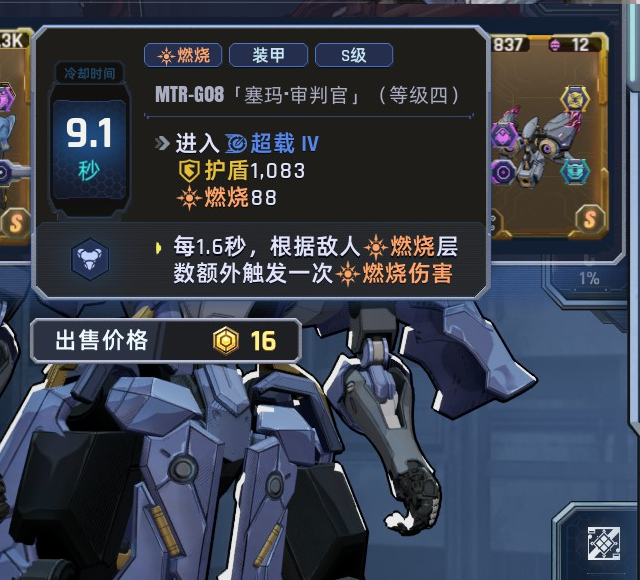 3K
燃烧 装甲 S级
837 12
冷却时间
MTR-G08「塞玛·审判官」（等级四）
9.1
秒
进入 超载 IV
护盾1,083
燃烧88
S
S
每1.6秒，根据敌人 燃烧层
数额外触发一次 燃烧伤害
1%
出售价格 16